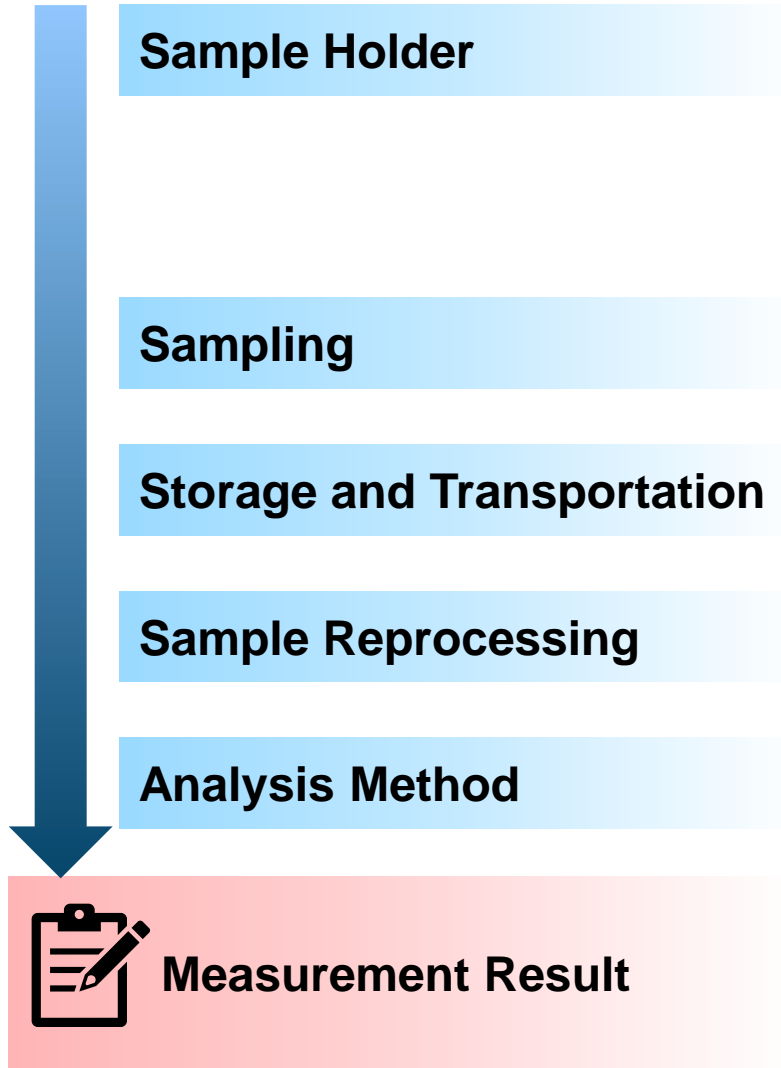 Sample Holder
Sampling
Storage and Transportation
Sample Reprocessing
Analysis Method
Measurement Result